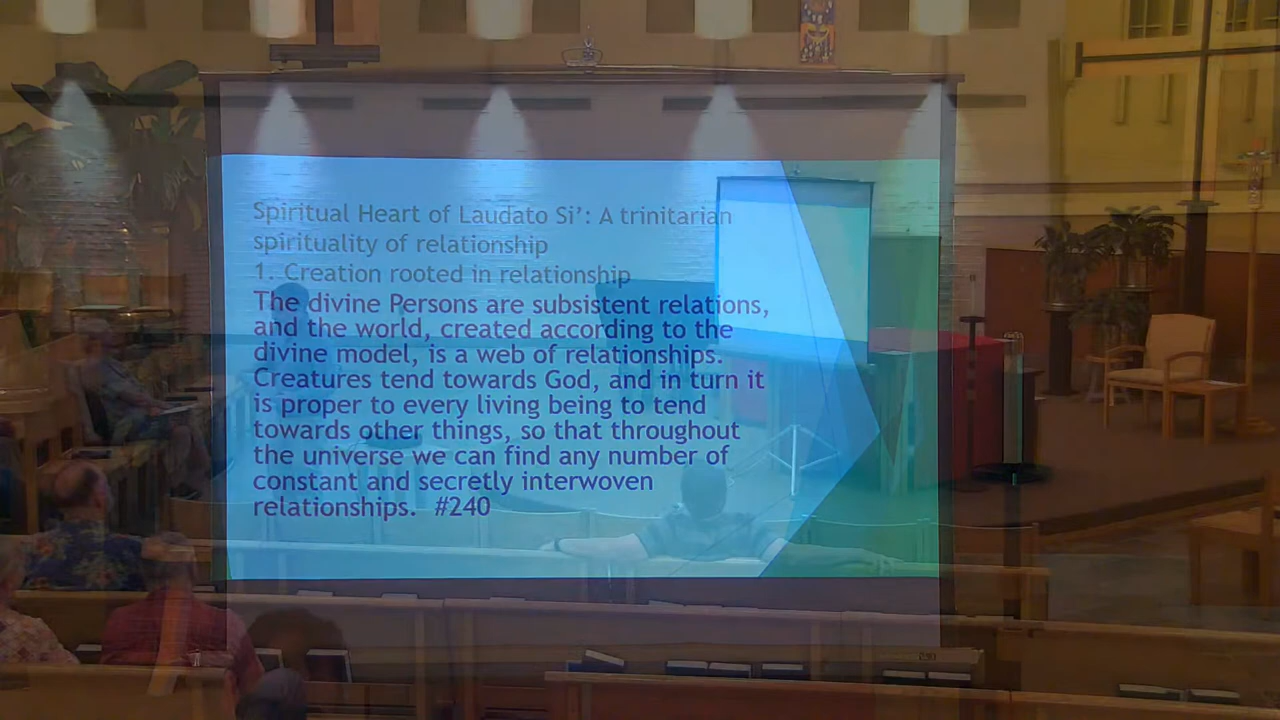 Spiritual Heart of Laudato Si’: A trinitarian
spirituality of relationship
1. Creation rooted in relationship
The divine Persons are subsistent relations,
and the world, created according to the
divine model, is a web of relationships.
Creatures tend towards God, and in turn it
is proper to every living being to tend
towards other things, so that throughout
the universe we can find any number of
constant and secretly interwoven
relationships.  #240